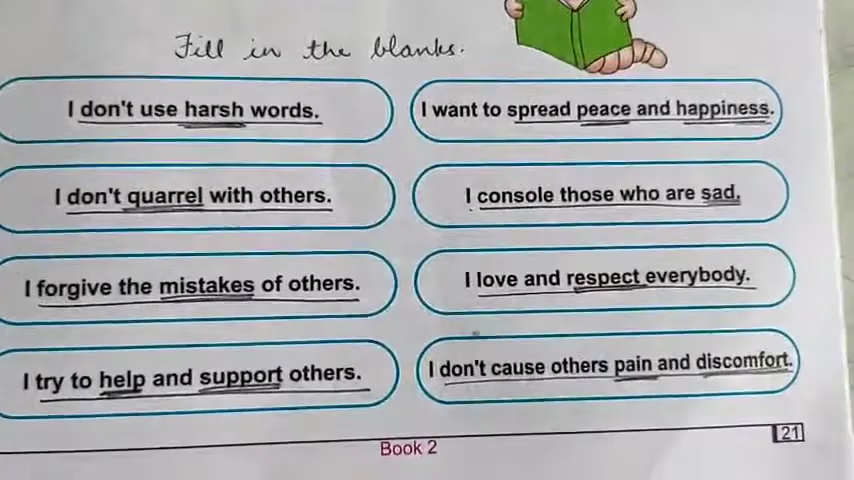 Fill in the blanks.
I don't use harsh words.
I want to spread peace and happiness.
I don't quarrel with others.
I console those who are sad.
I forgive the mistakes of others.
I love and respect everybody.
I try to help and support others.
I don't cause others pain and discomfort.
Book 2
21